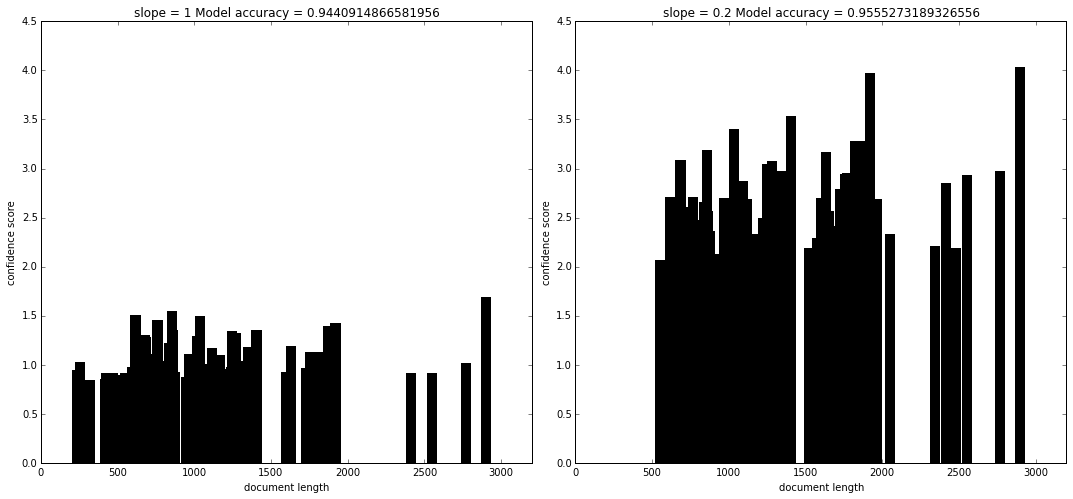 slope = 1 Model accuracy = 0.9440914866581956
4.5
4.0
3.5
3.0
2.5
2.0
1.5
1.0
0.5
0.0
confidence score
0 500 1000 1500 2000 2500 3000
document length
slope = 0.2 Model accuracy = 0.9555273189326556
4.5
4.0
3.5
3.0
2.5
2.0
1.5
1.0
0.5
0.0
confidence score
500 1000 1500 2000 2500 3000
document length